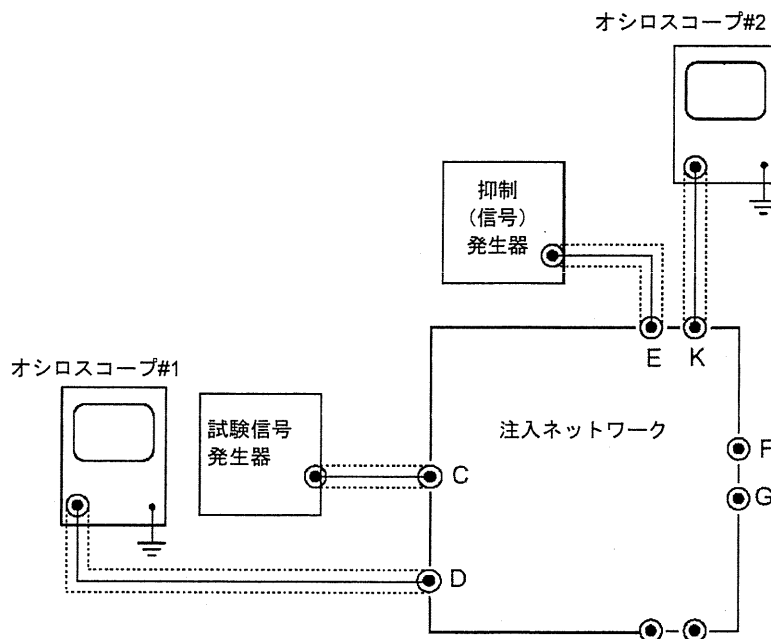 オシロスコープ#2
抑制
(信号)
発生器
E K
オシロスコープ#1
試験信号
発生器
注入ネットワーク
F
C
G
D